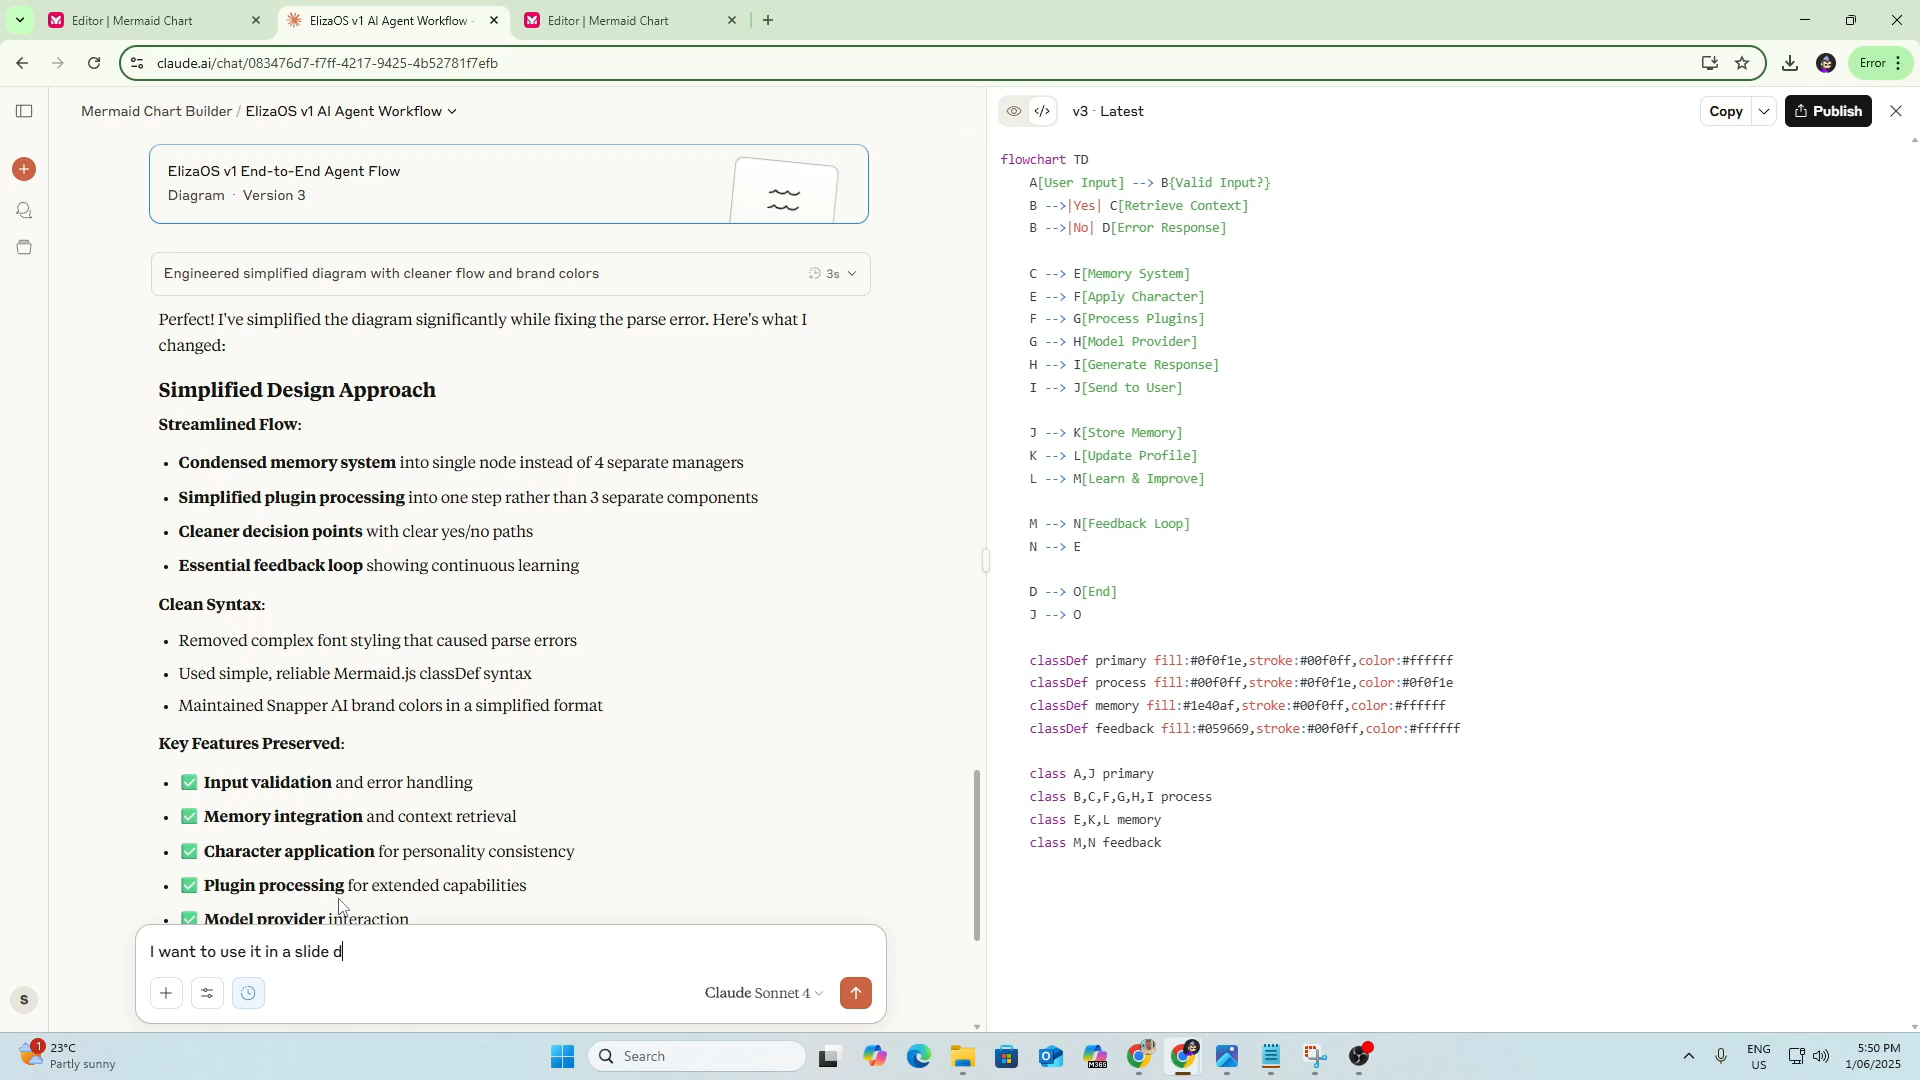 Editor | Mermaid Chart
ElizaOS v1 AI Agent Workflow
Editor | Mermaid Chart
claude.ai/chart/083476d7-f7ff-4217-9425-4b52781f7efb
Error
Mermaid Chart Builder / ElizaOS v1 AI Agent Workflow
v3 · Latest
Copy
Publish
ElizaOS v1 End-to-End Agent Flow
Diagram · Version 3
Engineered simplified diagram with cleaner flow and brand colors
3s
Perfect! I've simplified the diagram significantly while fixing the parse error. Here's what I
changed:
Simplified Design Approach
Streamlined Flow:
• Condensed memory system into single node instead of 4 separate managers
• Simplified plugin processing into one step rather than 3 separate components
• Cleaner decision points with clear yes/no paths
• Essential feedback loop showing continuous learning
Clean Syntax:
• Removed complex font styling that caused parse errors
• Used simple, reliable Mermaid.js classDef syntax
• Maintained Snapper AI brand colors in a simplified format
Key Features Preserved:
• ✅ Input validation and error handling
• ✅ Memory integration and context retrieval
• ✅ Character application for personality consistency
• ✅ Plugin processing for extended capabilities
• ✅ Model provider interaction
I want to use it in a slide d
Claude Sonnet 4
S
flowchart TD
A[User Input] --> B{Valid Input?}
B -->|Yes| C[Retrieve Context]
B -->|No| D[Error Response]
C --> E[Memory System]
E --> F[Apply Character]
F --> G[Process Plugins]
G --> H[Model Provider]
H --> I[Generate Response]
I --> J[Send to User]
J --> K[Store Memory]
K --> L[Update Profile]
L --> M[Learn & Improve]
M --> N[Feedback Loop]
N --> E
D --> O[End]
J --> O
classDef primary fill:#0f0f1e,stroke:#00f0ff,color:#ffffff
classDef process fill:#00f0ff,stroke:#0f0f1e,color:#0f0f1e
classDef memory fill:#1e40af,stroke:#00f0ff,color:#ffffff
classDef feedback fill:#059669,stroke:#00f0ff,color:#ffffff
class A,J primary
class B,C,F,G,H,I process
class E,K,L memory
class M,N feedback
1
23°C
Partly sunny
Search
M365
ENG
US
5:50 PM
1/06/2025